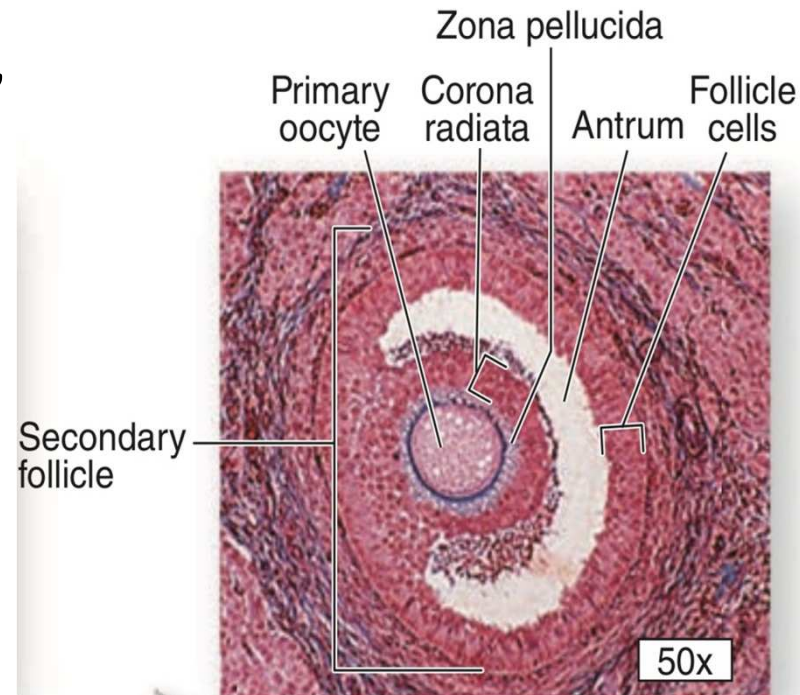 Zona pellucida
Primary
oocyte
Corona
radiata
Antrum
Follicle
cells
Secondary
follicle
50x